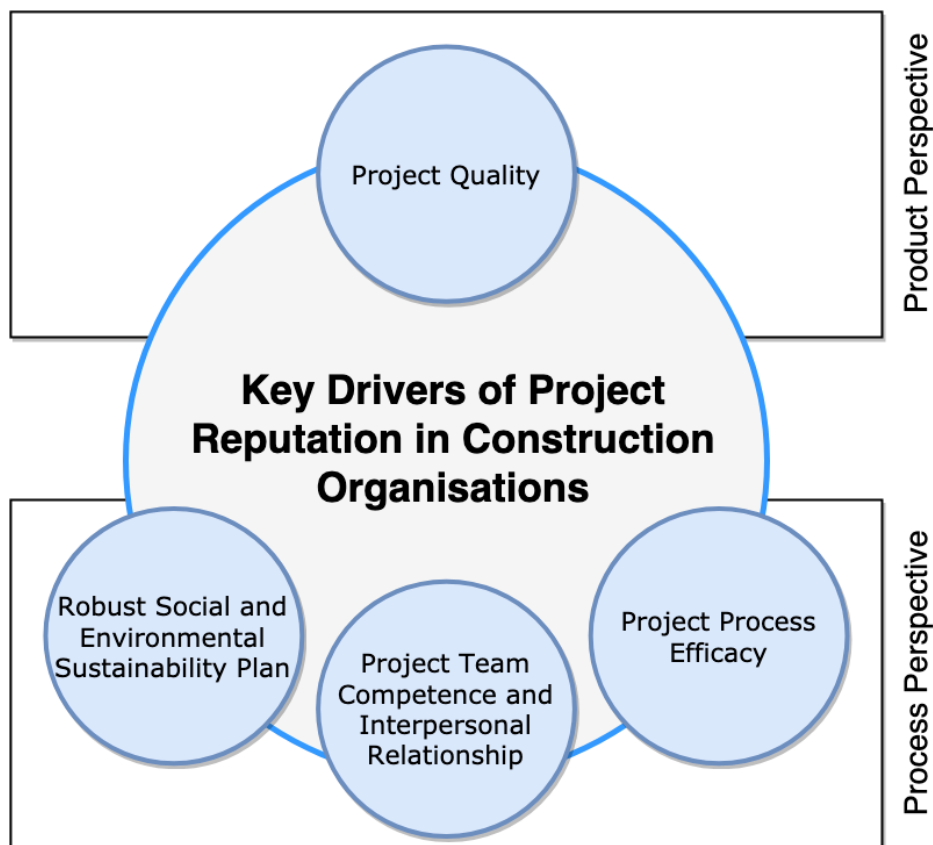 Project Quality
Product Perspective
Key Drivers of Project
Reputation in Construction
Organisations
Robust Social and
Environmental
Sustainability Plan
Project Team
Competence and
Interpersonal
Relationship
Project Process
Efficacy
Process Perspective